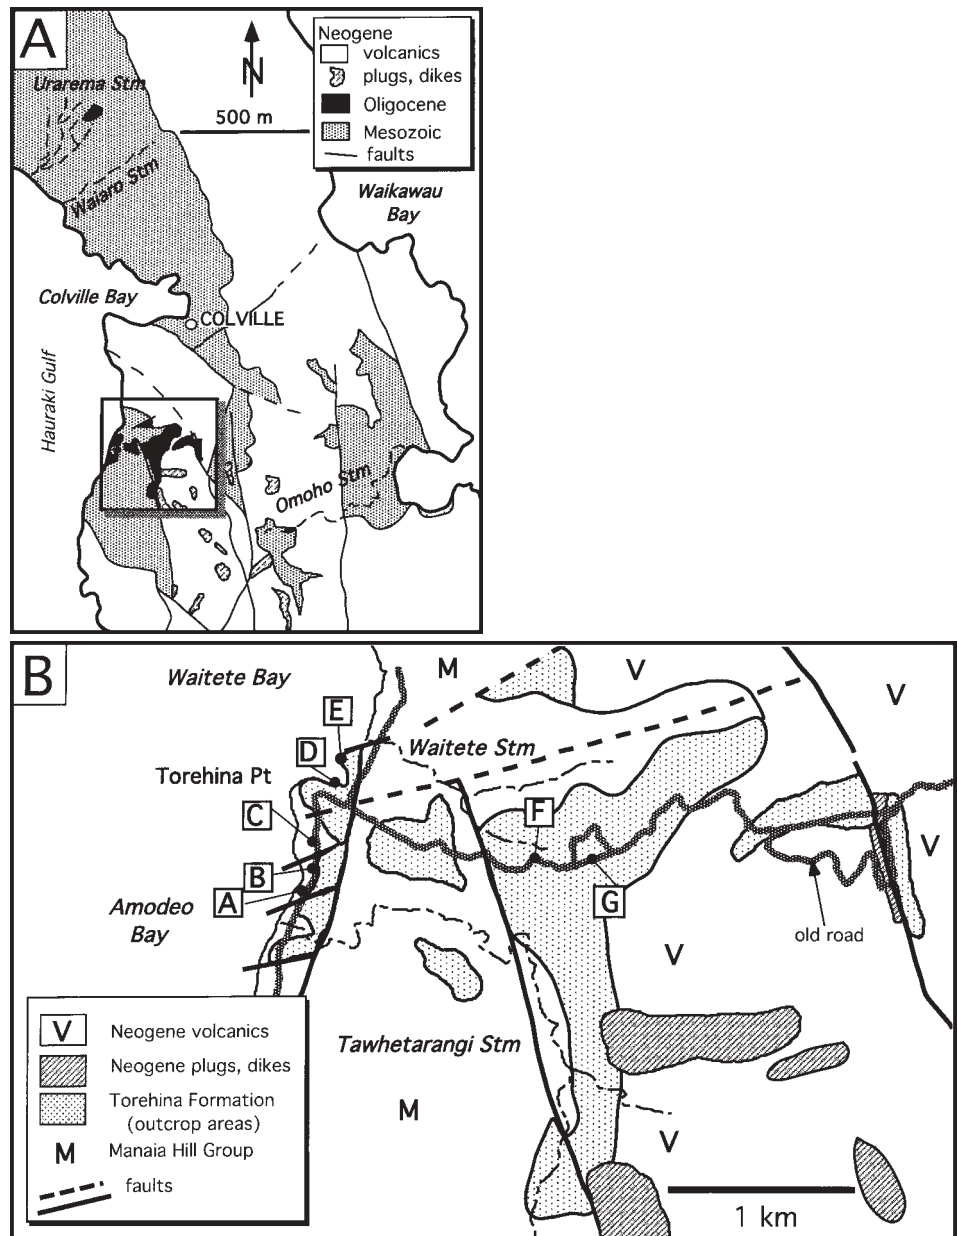 A
N
500 m
Neogene
volcanics
plugs, dikes
Oligocene
Mesozoic
faults
Urarema Stm
Waiaro Stm
Waikawau
Bay
Colville Bay
COLVILLE
Hauraki Gulf
Omoho Stm
B
Waitete Bay
M
V
V
E
D
Waitete Stm
Torehina Pt
C
F
B
A
G
V
Amodeo
Bay
old road
V
Tawhetarangi Stm
M
V
1 km
V
Neogene volcanics
Neogene plugs, dikes
Torehina Formation
(outcrop areas)
M
Manaia Hill Group
faults